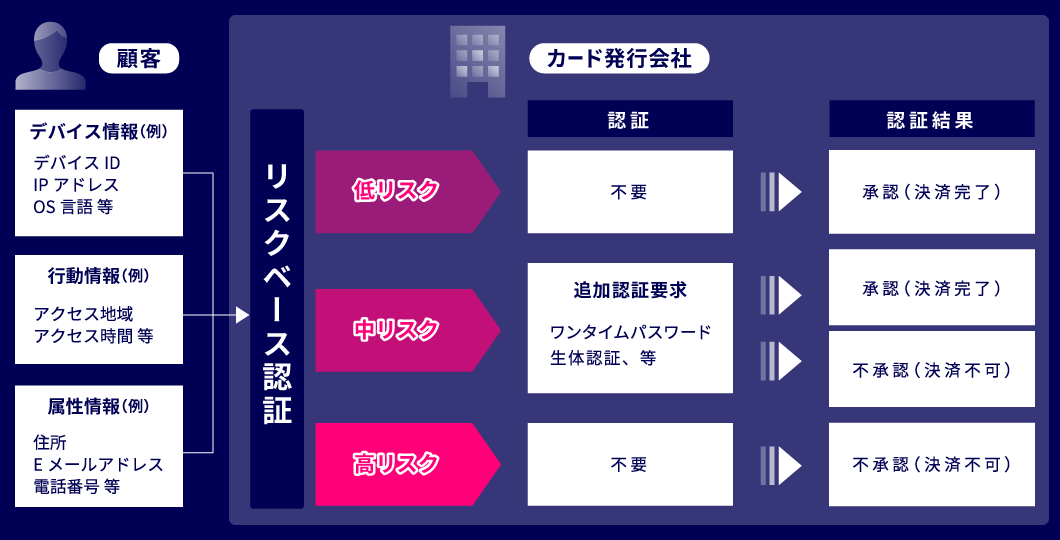 顧客
カード発行会社
デバイス情報(例)
デバイス ID
IP アドレス
OS 言語 等
行動情報(例)
アクセス地域
アクセス時間 等
属性情報(例)
住所
E メールアドレス
電話番号 等
リスクベース認証
認証
認証結果
低リスク
不要
承認(決済完了)
中リスク
追加認証要求
ワンタイムパスワード
生体認証、等
承認(決済完了)
不承認(決済不可)
高リスク
不要
不承認(決済不可)